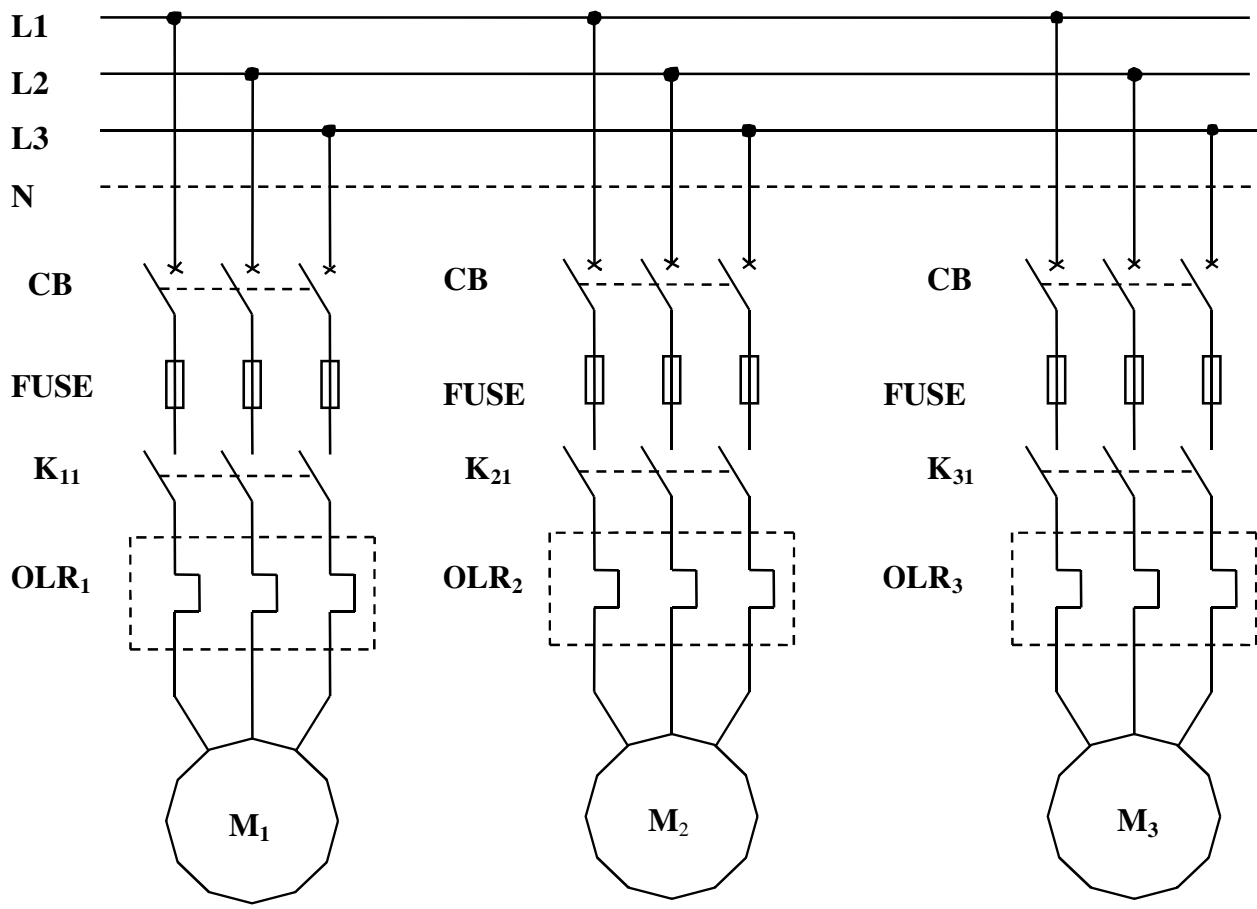 L1
L2
L3
N
CB CB CB
FUSE FUSE FUSE
K₁₁ K₂₁ K₃₁
OLR₁ OLR₂ OLR₃
M₁ M₂ M₃